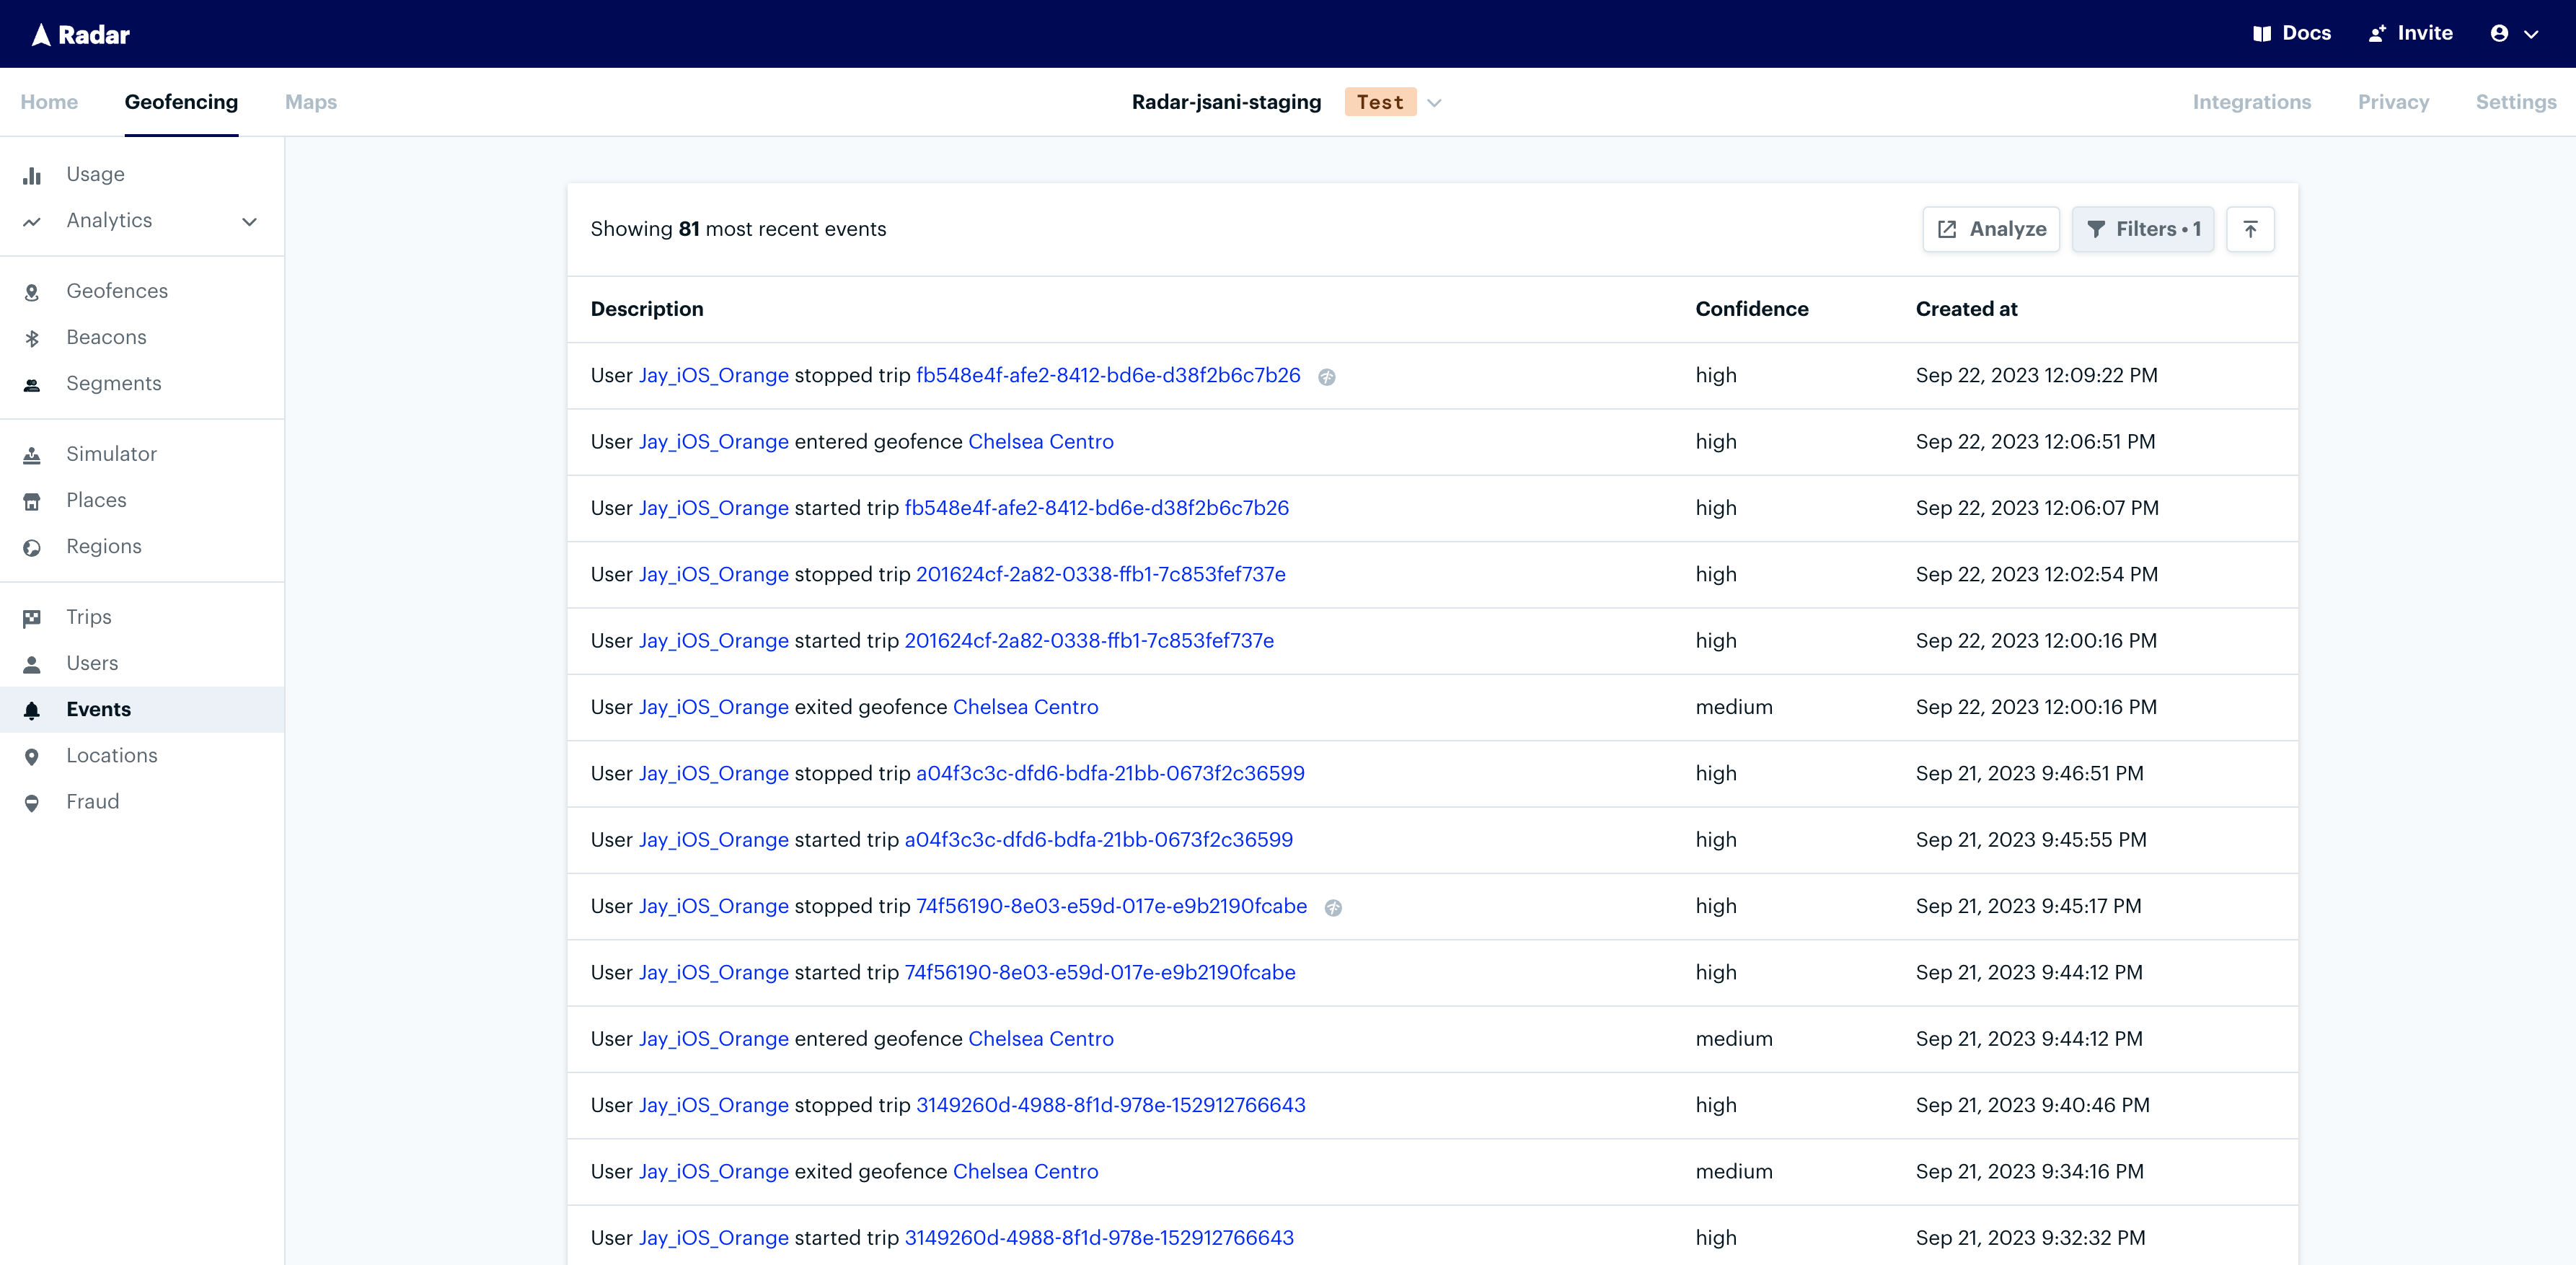 Radar
Docs Invite
Home Geofencing Maps Radar-jsani-staging Test Integrations Privacy Settings
Usage
Analytics
Geofences
Beacons
Segments
Simulator
Places
Regions
Trips
Users
Events
Locations
Fraud
Showing 81 most recent events Analyze Filters • 1
Description Confidence Created at
User Jay_iOS_Orange stopped trip fb548e4f-afe2-8412-bd6e-d38f2b6c7b26 high Sep 22, 2023 12:09:22 PM
User Jay_iOS_Orange entered geofence Chelsea Centro high Sep 22, 2023 12:06:51 PM
User Jay_iOS_Orange started trip fb548e4f-afe2-8412-bd6e-d38f2b6c7b26 high Sep 22, 2023 12:06:07 PM
User Jay_iOS_Orange stopped trip 201624cf-2a82-0338-ffb1-7c853fef737e high Sep 22, 2023 12:02:54 PM
User Jay_iOS_Orange started trip 201624cf-2a82-0338-ffb1-7c853fef737e high Sep 22, 2023 12:00:16 PM
User Jay_iOS_Orange exited geofence Chelsea Centro medium Sep 22, 2023 12:00:16 PM
User Jay_iOS_Orange stopped trip a04f3c3c-dfd6-bdfa-21bb-0673f2c36599 high Sep 21, 2023 9:46:51 PM
User Jay_iOS_Orange started trip a04f3c3c-dfd6-bdfa-21bb-0673f2c36599 high Sep 21, 2023 9:45:55 PM
User Jay_iOS_Orange stopped trip 74f56190-8e03-e59d-017e-e9b2190fcabe high Sep 21, 2023 9:45:17 PM
User Jay_iOS_Orange started trip 74f56190-8e03-e59d-017e-e9b2190fcabe high Sep 21, 2023 9:44:12 PM
User Jay_iOS_Orange entered geofence Chelsea Centro medium Sep 21, 2023 9:44:12 PM
User Jay_iOS_Orange stopped trip 3149260d-4988-8f1d-978e-152912766643 high Sep 21, 2023 9:40:46 PM
User Jay_iOS_Orange exited geofence Chelsea Centro medium Sep 21, 2023 9:34:16 PM
User Jay_iOS_Orange started trip 3149260d-4988-8f1d-978e-152912766643 high Sep 21, 2023 9:32:32 PM